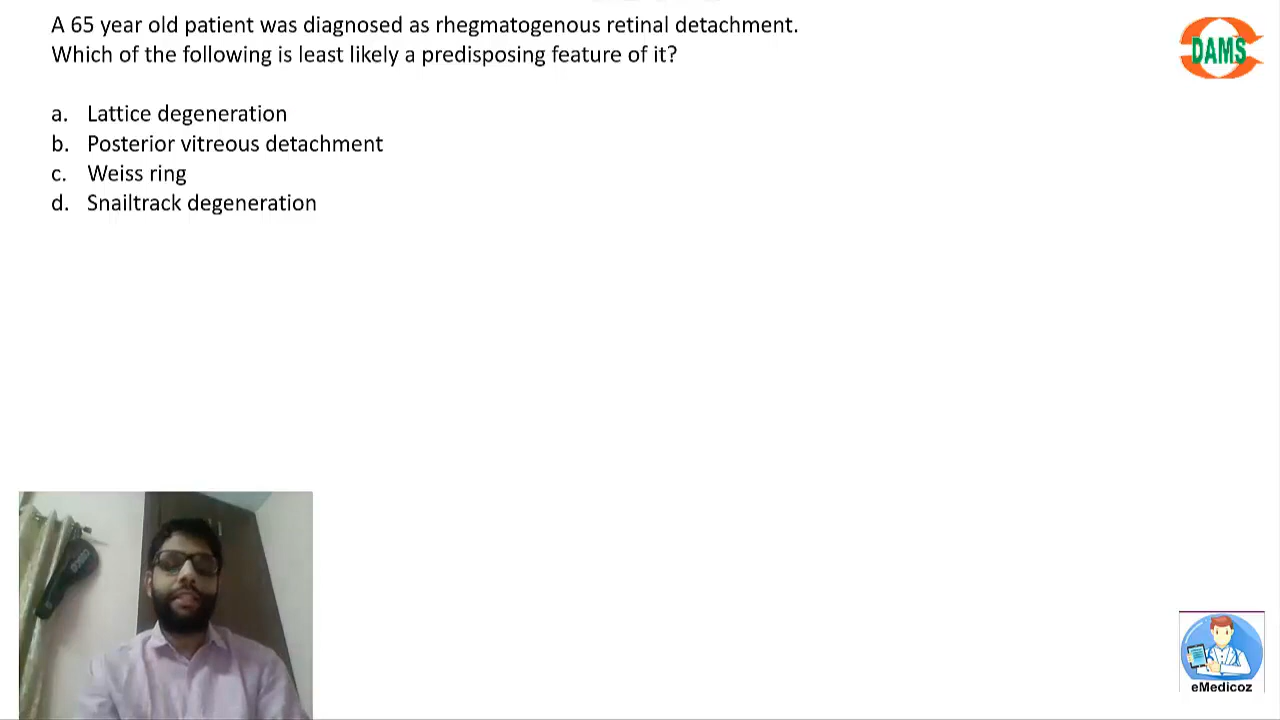 A 65 year old patient was diagnosed as rhegmatogenous retinal detachment.
Which of the following is least likely a predisposing feature of it?
DAMS
a. Lattice degeneration
b. Posterior vitreous detachment
c. Weiss ring
d. Snailtrack degeneration
eMedicoz